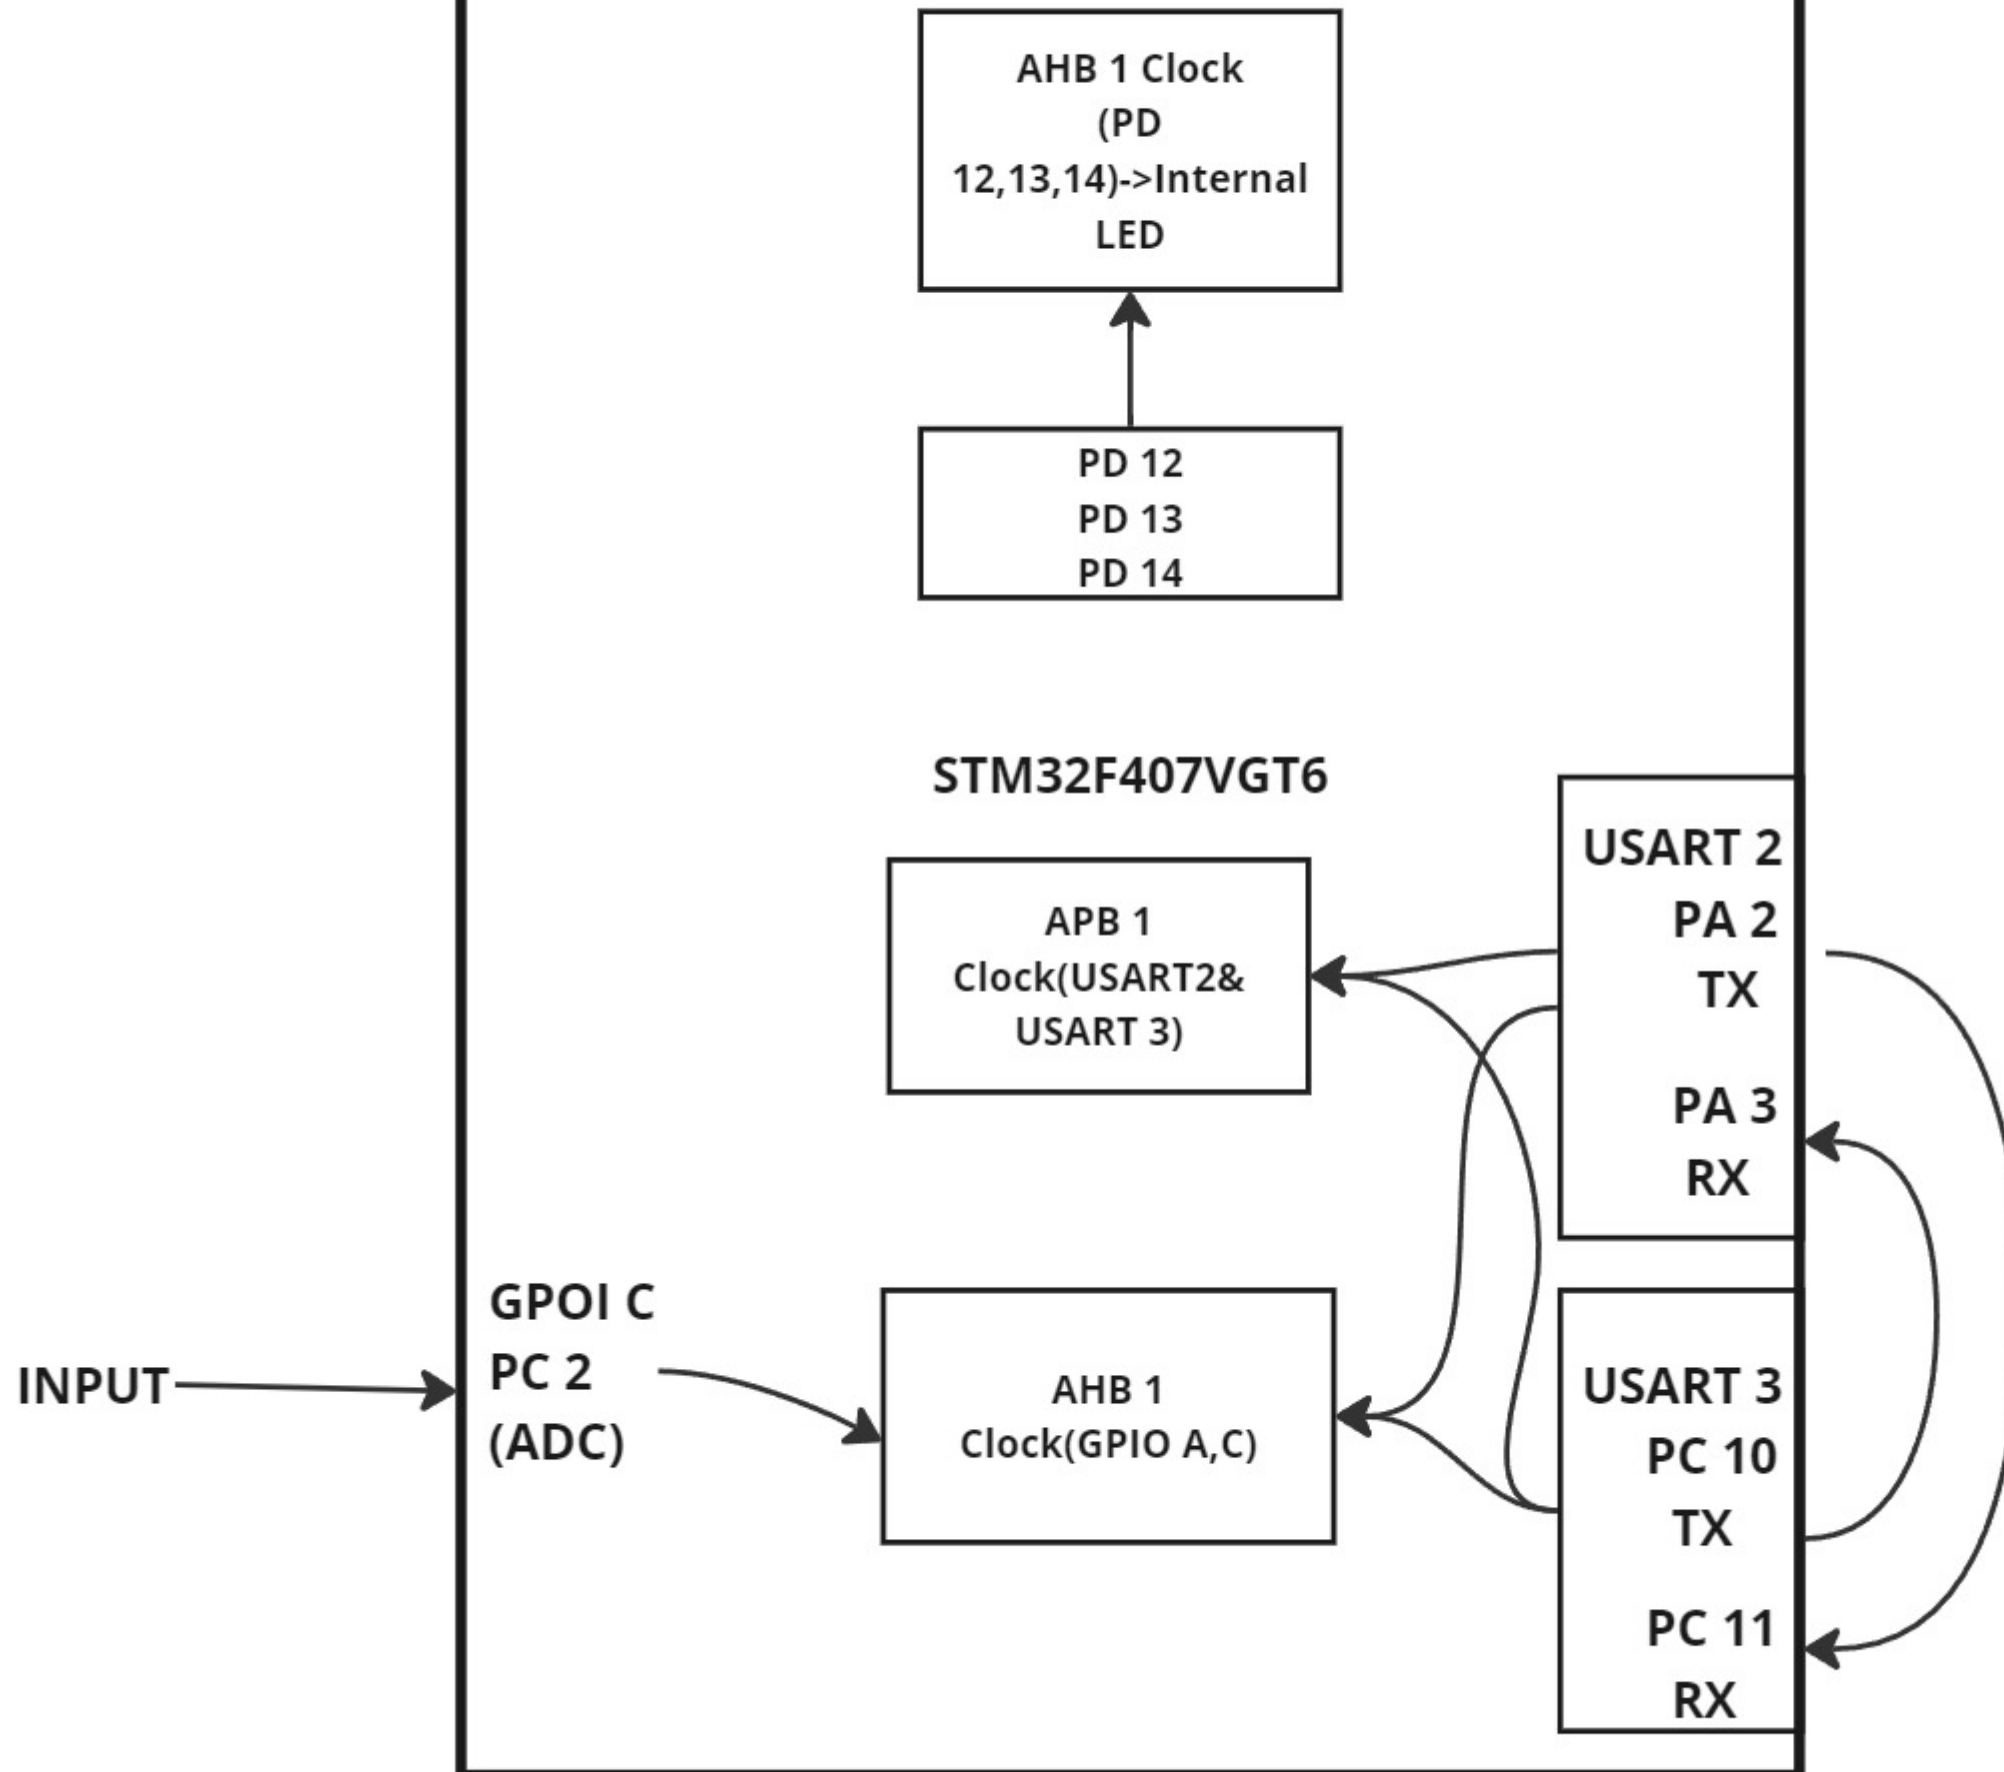 AHB 1 Clock
(PD
12,13,14)->Internal
LED
PD 12
PD 13
PD 14
STM32F407VGT6
APB 1
Clock(USART2&
USART 3)
USART 2
PA 2
TX
PA 3
RX
INPUT
GPOI C
PC 2
(ADC)
AHB 1
Clock(GPIO A,C)
USART 3
PC 10
TX
PC 11
RX